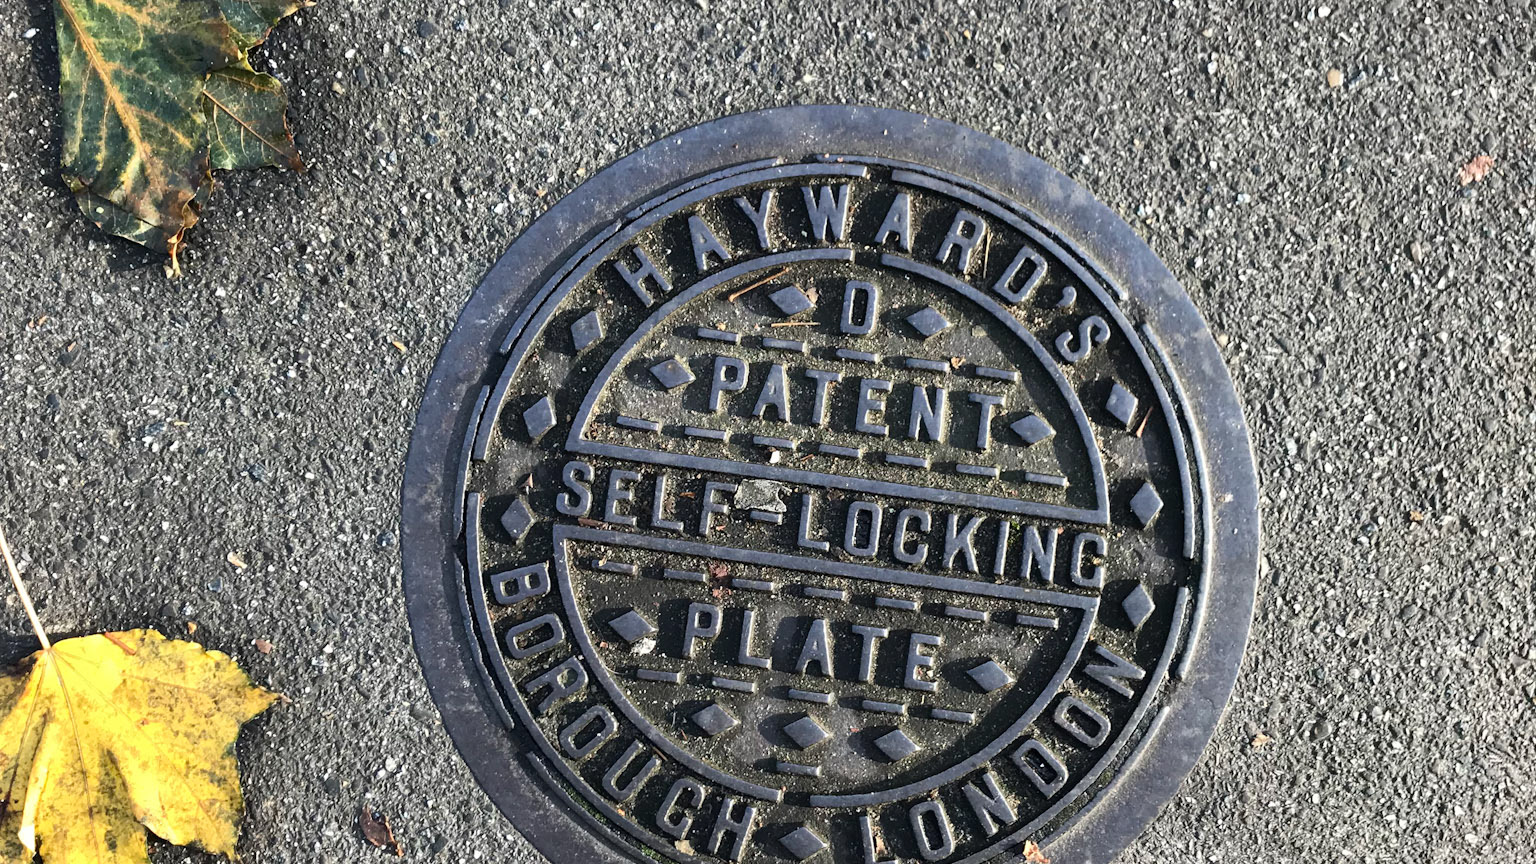 HAYWARD'S
D
PATENT
SELF-LOCKING
PLATE
BOROUGH LONDON